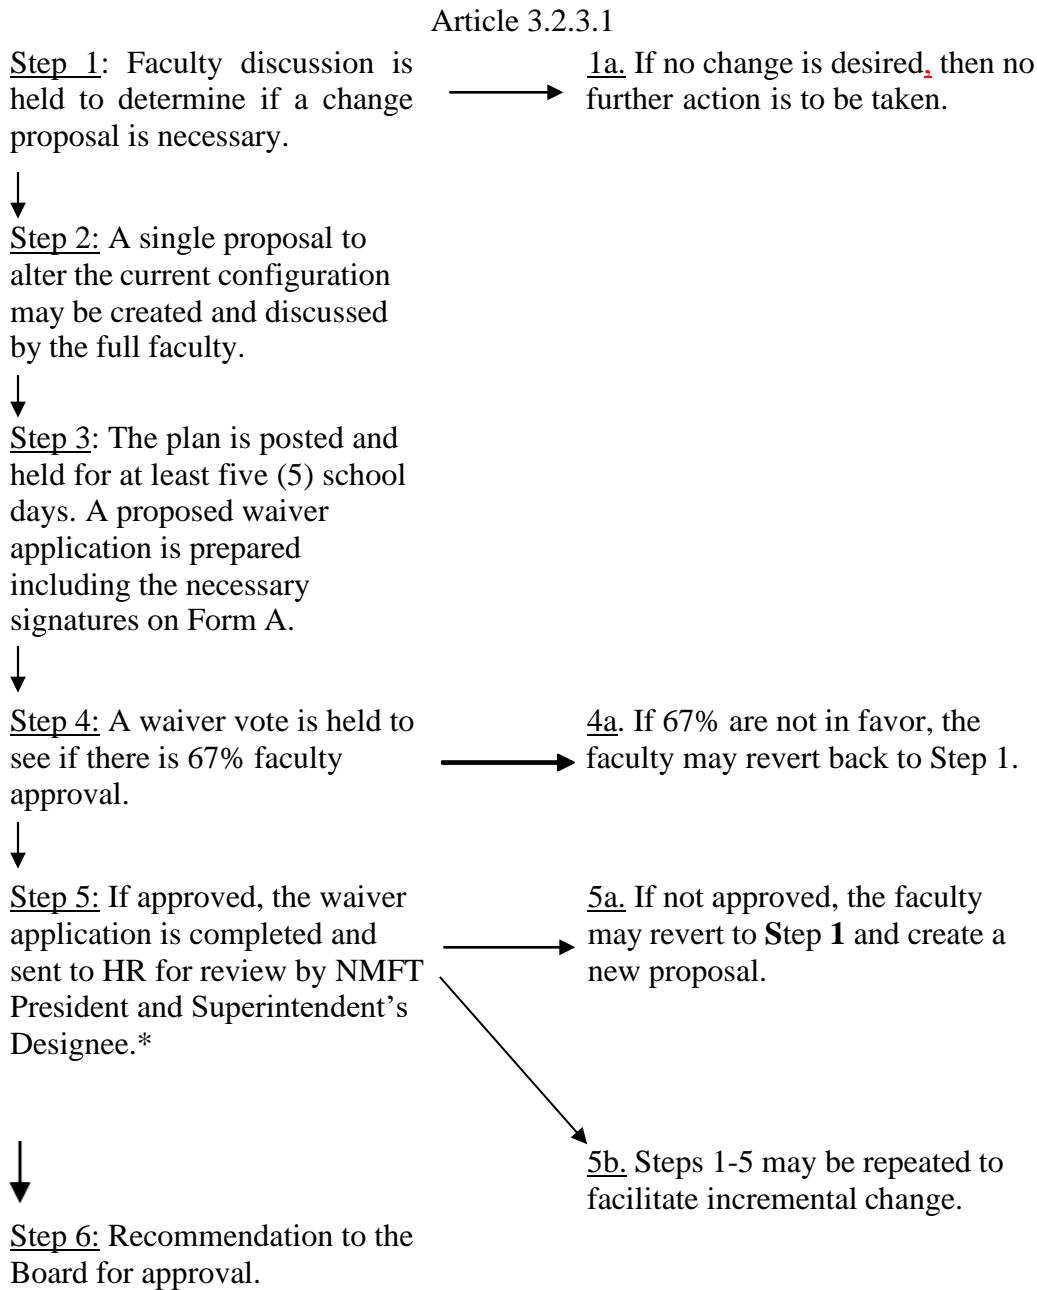 Article 3.2.3.1
Step 1: Faculty discussion is
held to determine if a change
proposal is necessary.
1a. If no change is desired, then no
further action is to be taken.
Step 2: A single proposal to
alter the current configuration
may be created and discussed
by the full faculty.
Step 3: The plan is posted and
held for at least five (5) school
days. A proposed waiver
application is prepared
including the necessary
signatures on Form A.
Step 4: A waiver vote is held to
see if there is 67% faculty
approval.
4a. If 67% are not in favor, the
faculty may revert back to Step 1.
Step 5: If approved, the waiver
application is completed and
sent to HR for review by NMFT
President and Superintendent’s
Designee.*
5a. If not approved, the faculty
may revert to Step 1 and create a
new proposal.
5b. Steps 1-5 may be repeated to
facilitate incremental change.
Step 6: Recommendation to the
Board for approval.